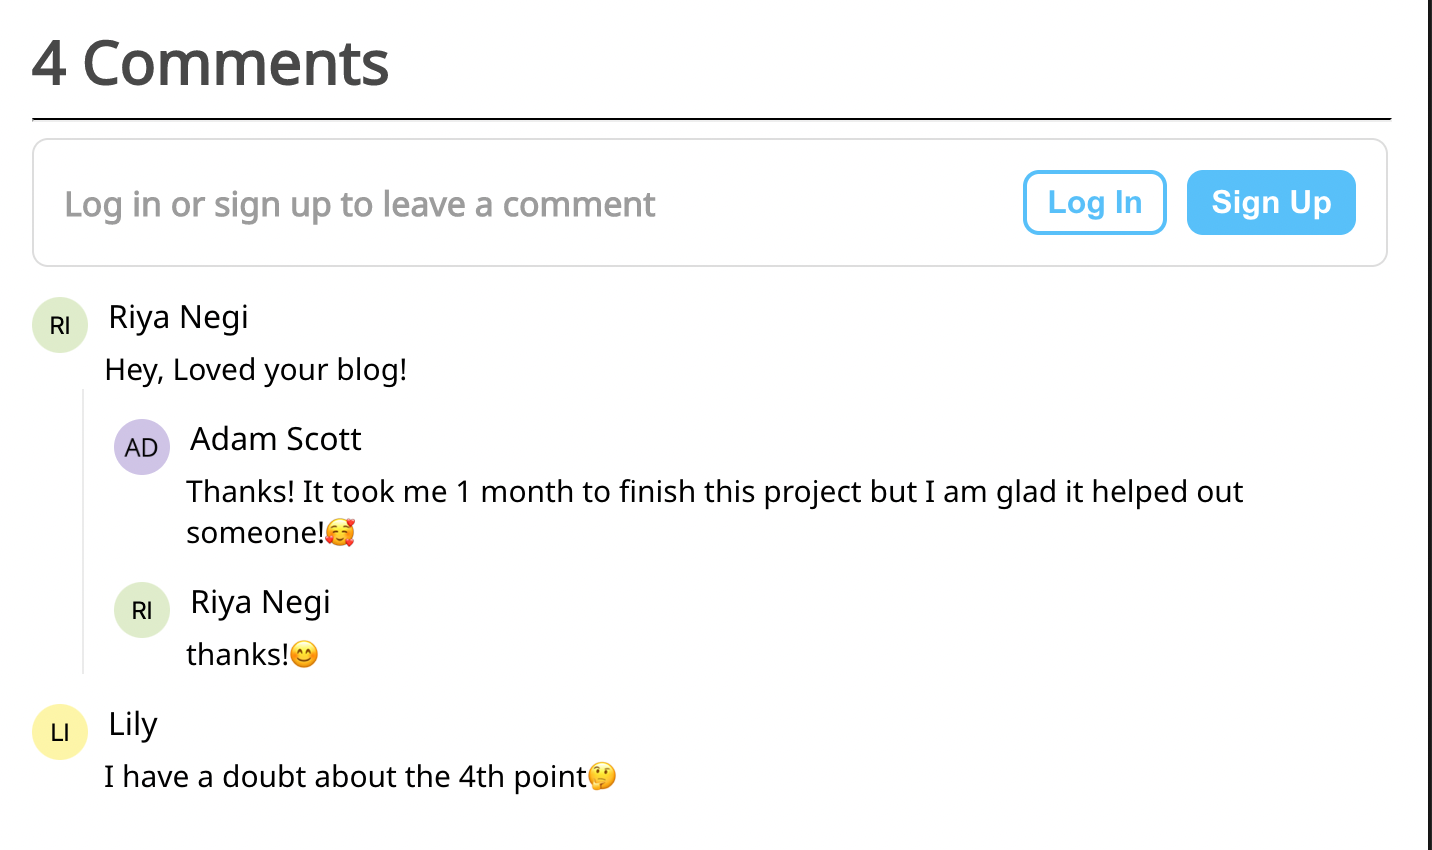 4 Comments
Log in or sign up to leave a comment
Log In
Sign Up
RI
Riya Negi
Hey, Loved your blog!
AD
Adam Scott
Thanks! It took me 1 month to finish this project but I am glad it helped out
someone!🥰
RI
Riya Negi
thanks!😊
LI
Lily
I have a doubt about the 4th point🤔